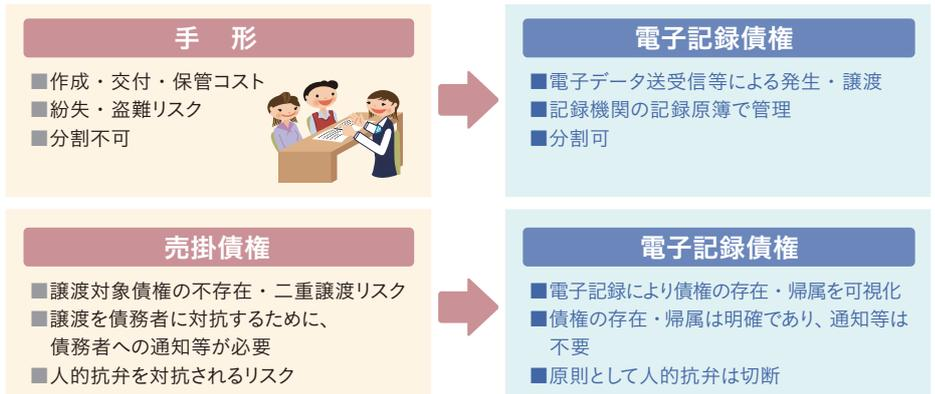 手 形
■作成・交付・保管コスト
■紛失・盗難リスク
■分割不可
電子記録債権
■電子データ送受信等による発生・譲渡
■記録機関の記録原簿で管理
■分割可
売掛債権
■譲渡対象債権の不存在・二重譲渡リスク
■譲渡を債務者に対抗するために、
債務者への通知等が必要
■人的抗弁を対抗されるリスク
電子記録債権
■電子記録により債権の存在・帰属を可視化
■債権の存在・帰属は明確であり、通知等は
不要
■原則として人的抗弁は切断